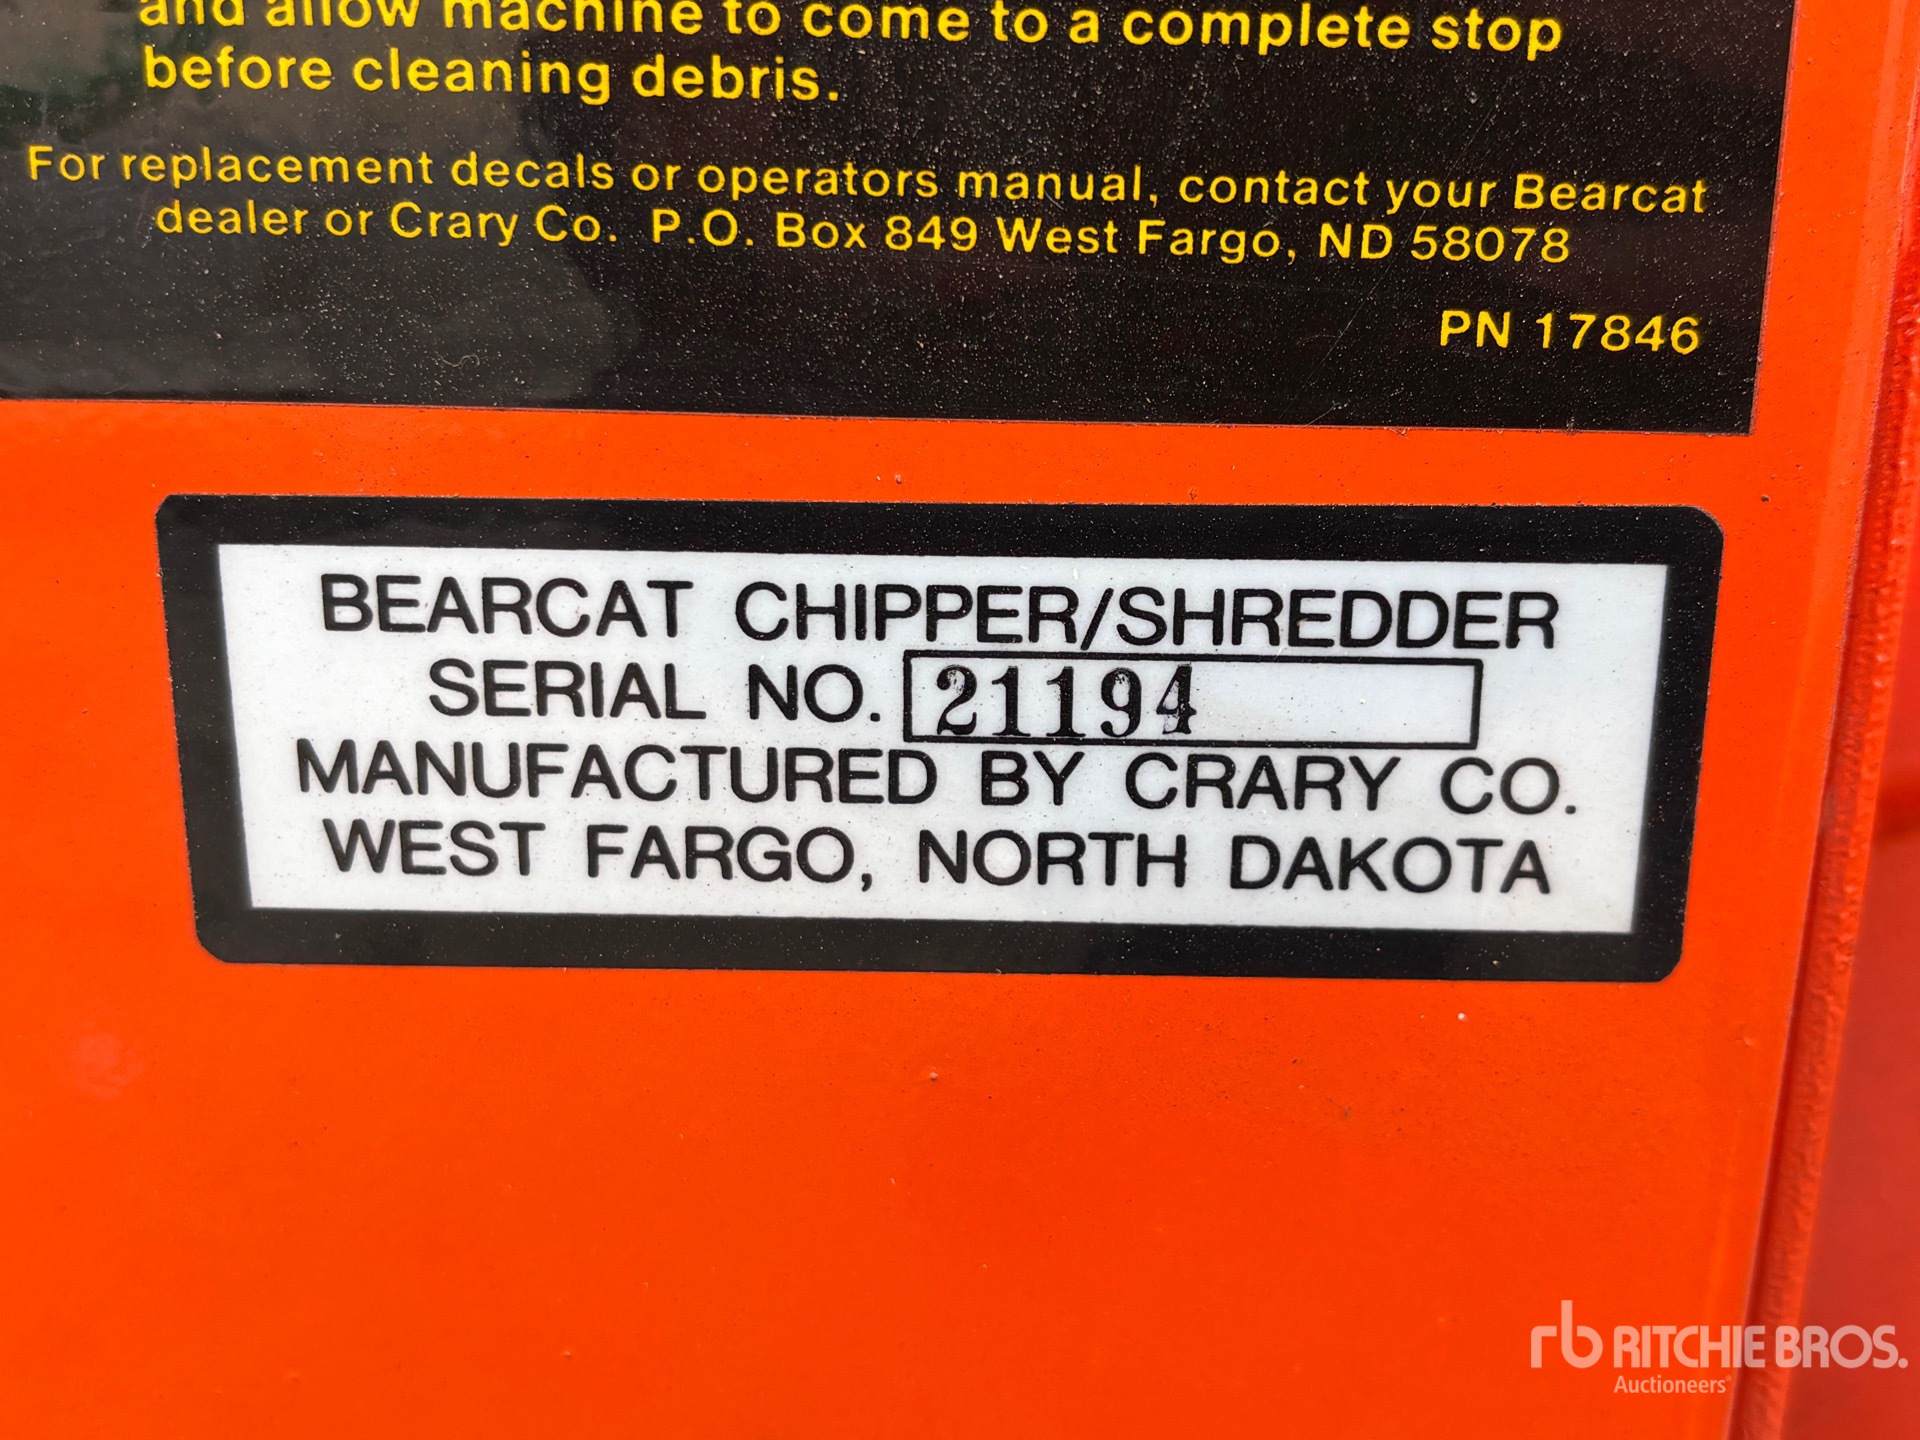 and allow machine to come to a complete stop
before cleaning debris.
For replacement decals or operators manual, contact your Bearcat
dealer or Crary Co. P.O. Box 849 West Fargo, ND 58078
PN 17846
BEARCAT CHIPPER/SHREDDER
SERIAL NO. 21194
MANUFACTURED BY CRARY CO.
WEST FARGO, NORTH DAKOTA
rb RITCHIE BROS.
Auctioneers